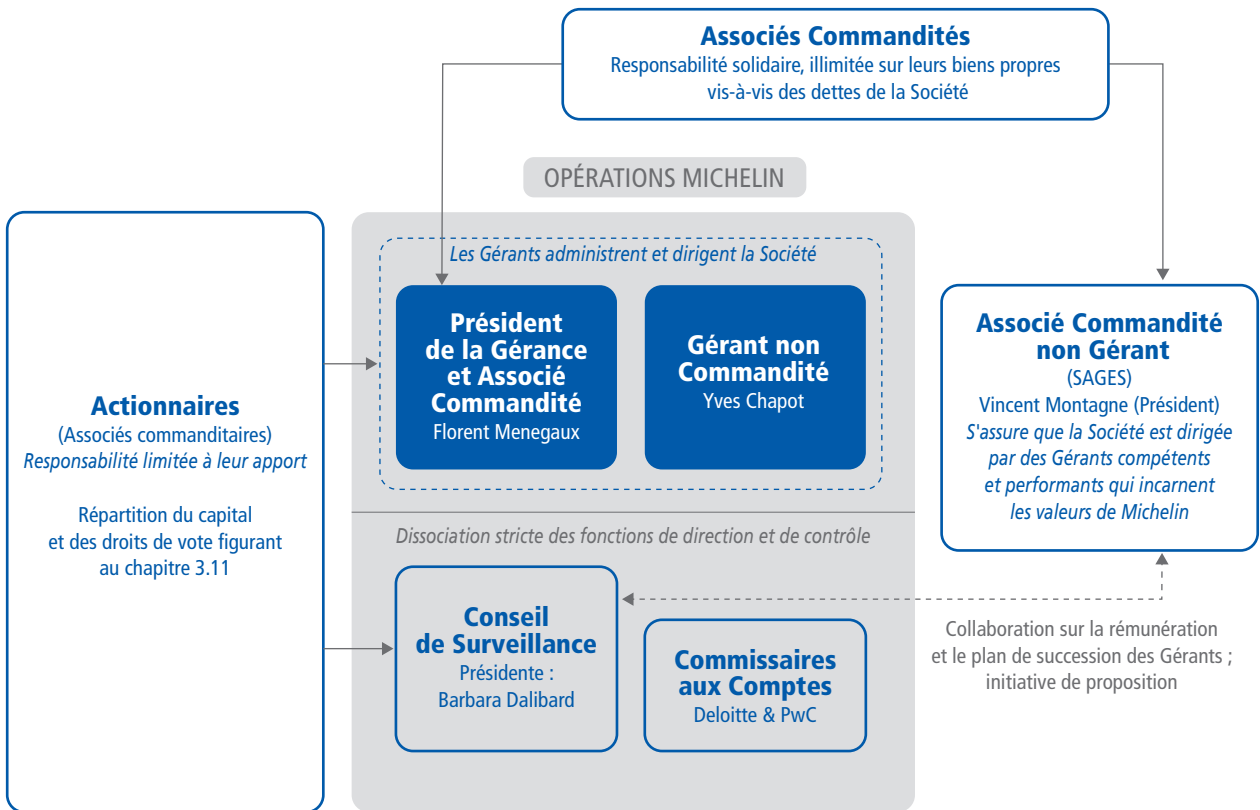 Associés Commandités
Responsabilité solidaire, illimitée sur leurs biens propres
vis-à-vis des dettes de la Société
OPÉRATIONS MICHELIN
Les Gérants administrent et dirigent la Société
Président
de la Gérance
et Associé
Commandité
Florent Menegaux
Gérant non
Commandité
Yves Chapot
Associé Commandité
non Gérant
(SAGES)
Vincent Montagne (Président)
S'assure que la Société est dirigée
par des Gérants compétents
et performants qui incarnent
les valeurs de Michelin
Actionnaires
(Associés commanditaires)
Responsabilité limitée à leur apport
Répartition du capital
et des droits de vote figurant
au chapitre 3.11
Dissociation stricte des fonctions de direction et de contrôle
Conseil
de Surveillance
Présidente :
Barbara Dalibard
Commissaires
aux Comptes
Deloitte & PwC
Collaboration sur la rémunération
et le plan de succession des Gérants ;
initiative de proposition